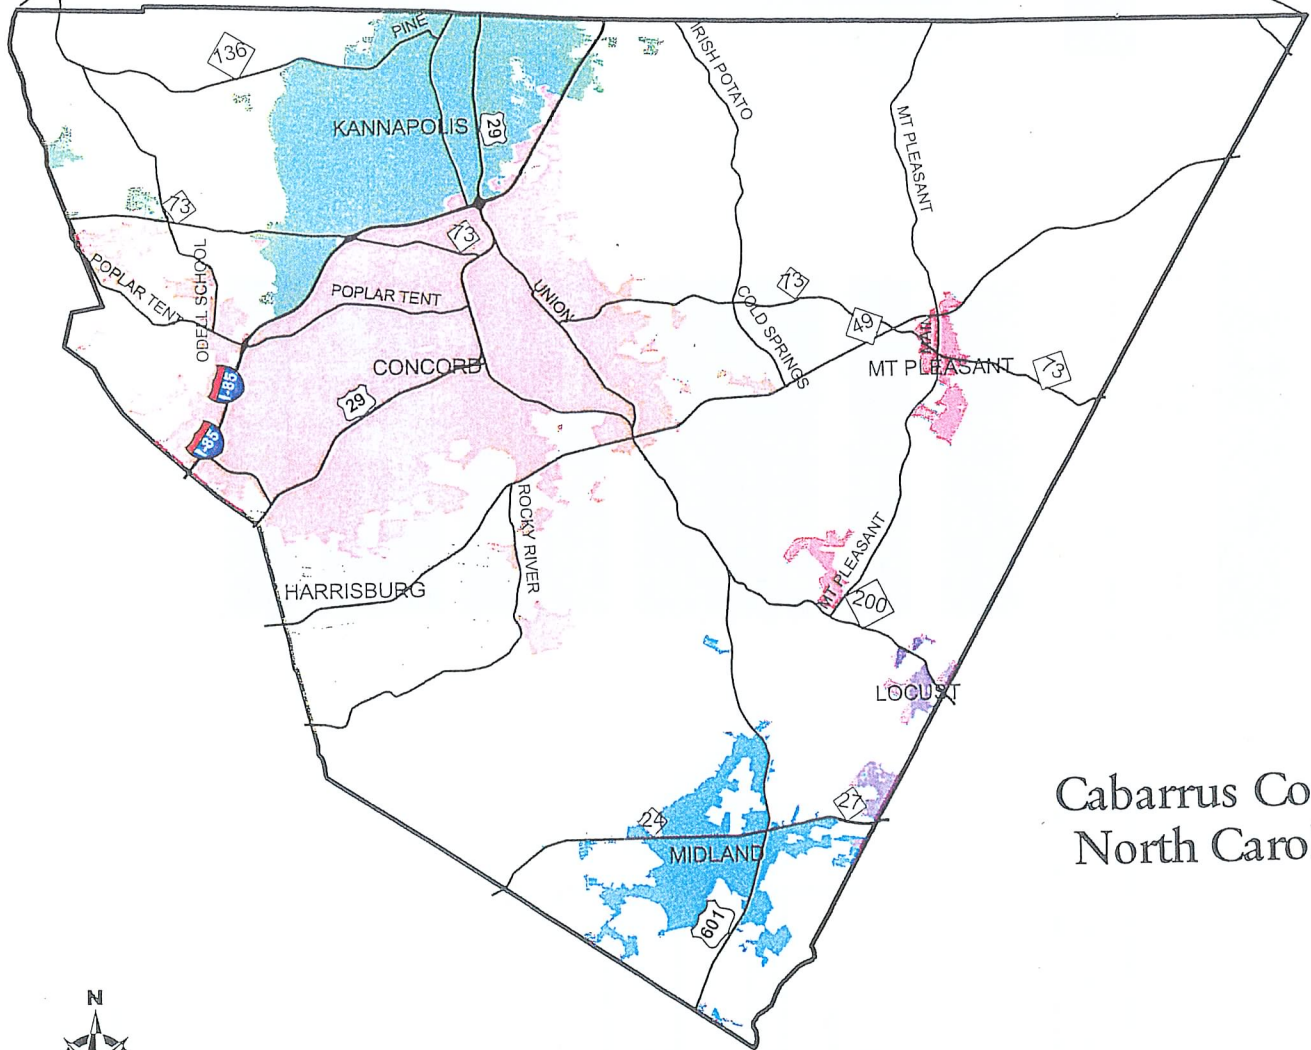 PINE
136
IRISH POTATO
KANNAPOLIS
29
MT PLEASANT
73
73
ODELL SCHOOL
POPLAR TENT
POPLAR TENT
UNION
73
COLD SPRINGS
49
CONCORD
MT PLEASANT
73
I-85
29
I-85
ROCKY RIVER
HARRISBURG
MT PLEASANT
200
LOCUST
Cabarrus Co
North Caro
24
27
MIDLAND
601
N